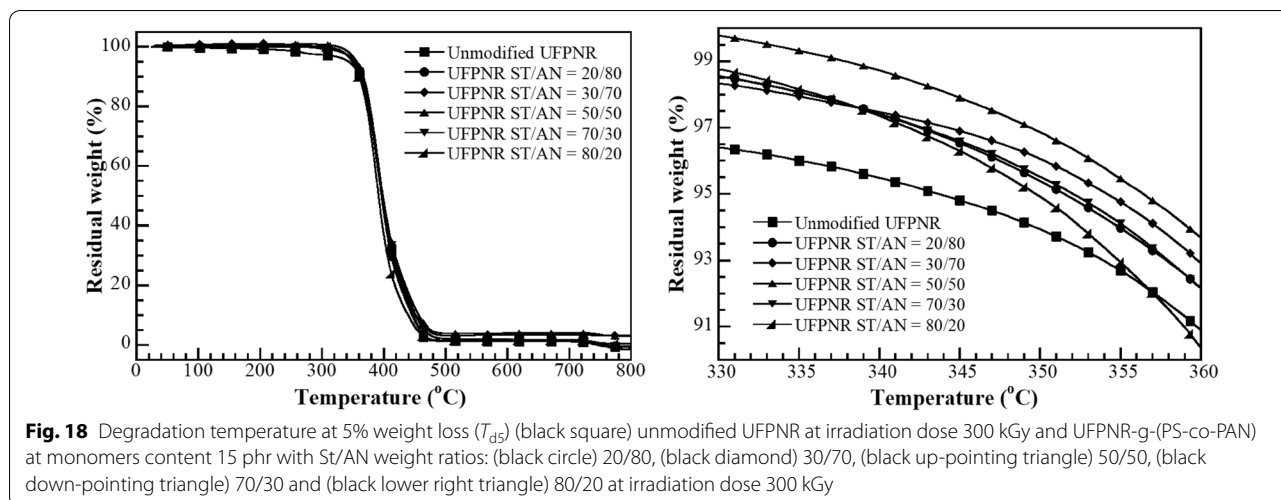 100
80
60
40
20
0
Residual weight (%)
Unmodified UFPNR
UFPNR ST/AN = 20/80
UFPNR ST/AN = 30/70
UFPNR ST/AN = 50/50
UFPNR ST/AN = 70/30
UFPNR ST/AN = 80/20
0 100 200 300 400 500 600 700 800
Temperature (°C)
99
97
95
93
91
Residual weight (%)
Unmodified UFPNR
UFPNR ST/AN = 20/80
UFPNR ST/AN = 30/70
UFPNR ST/AN = 50/50
UFPNR ST/AN = 70/30
UFPNR ST/AN = 80/20
330 335 340 345 350 355 360
Temperature (°C)
Fig. 18 Degradation temperature at 5% weight loss (Td5) (black square) unmodified UFPNR at irradiation dose 300 kGy and UFPNR-g-(PS-co-PAN)
at monomers content 15 phr with St/AN weight ratios: (black circle) 20/80, (black diamond) 30/70, (black up-pointing triangle) 50/50, (black
down-pointing triangle) 70/30 and (black lower right triangle) 80/20 at irradiation dose 300 kGy